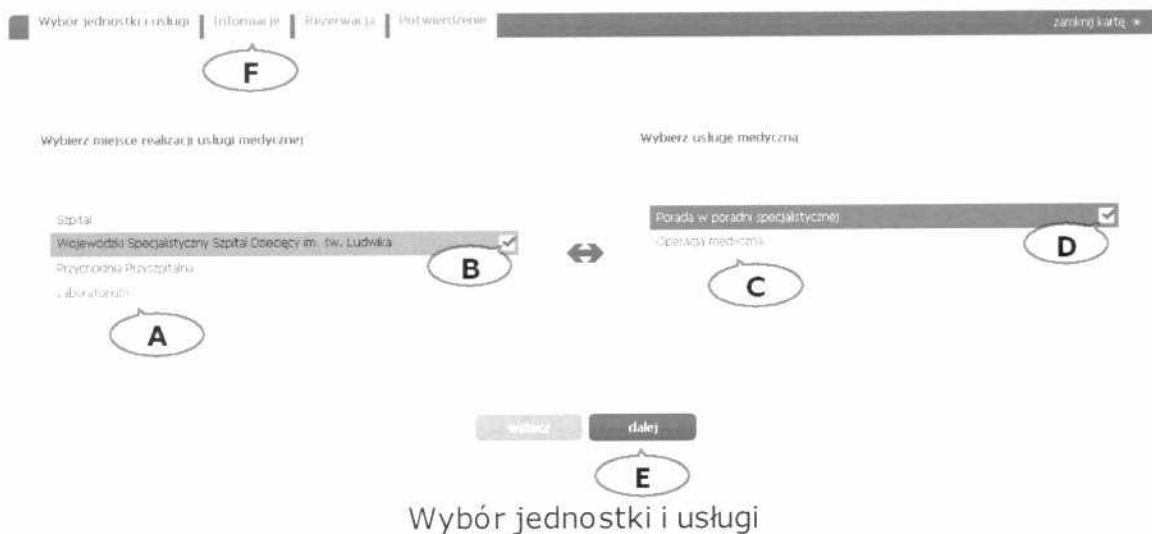 Wybór jednostki i usługi Informacje Rezerwacja Potwierdzenie zamknij kartę ×
F
Wybierz miejsce realizacji usługi medycznej Wybierz usługę medyczną
Szpital Porada w poradni specjalistycznej
Wojewódzki Specjalistyczny Szpital Dziecięcy im. św. Ludwika Operacja medyczna
B D
Przychodnia Przyszpitalna
C
Laboratorium
A
wstecz dalej
E
Wybór jednostki i usługi